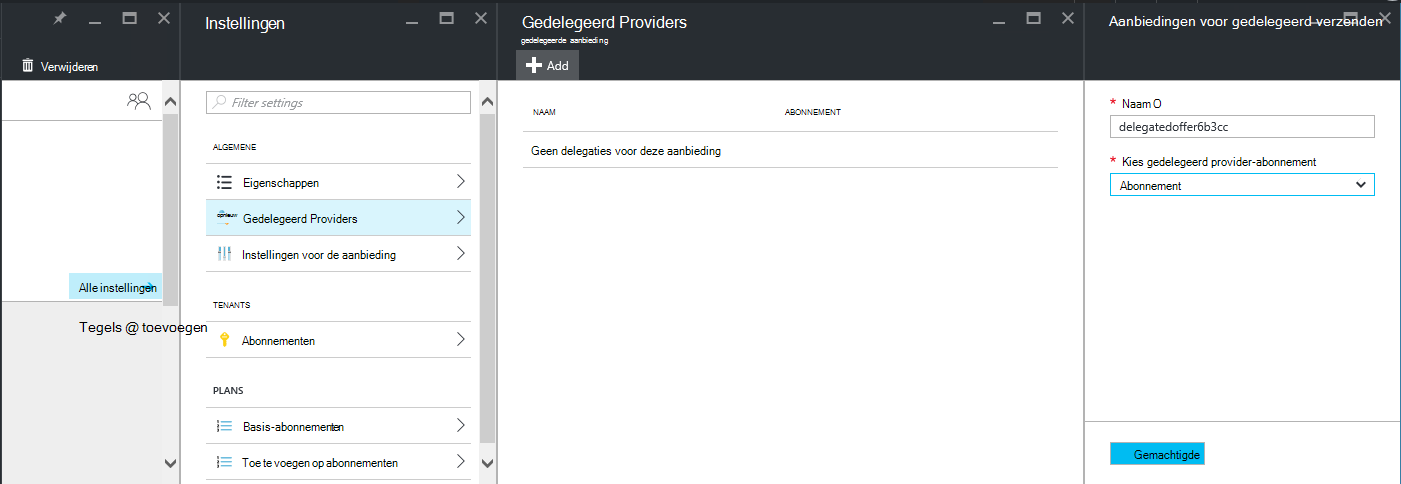 Verwijderen
Alle instellingen
Tegels @ toevoegen
Instellingen
Filter settings
ALGEMENE
Eigenschappen
opnieuw
Gedelegeerd Providers
Instellingen voor de aanbieding
TENANTS
Abonnementen
PLANS
Basis-abonnementen
Toe te voegen op abonnementen
Gedelegeerd Providers
gedelegeerde aanbieding
Add
NAAM ABONNEMENT
Geen delegaties voor deze aanbieding
Aanbiedingen voor gedelegeerd verzenden
* Naam O
delegatedoffer6b3cc
* Kies gedelegeerd provider-abonnement
Abonnement
Gemachtigde